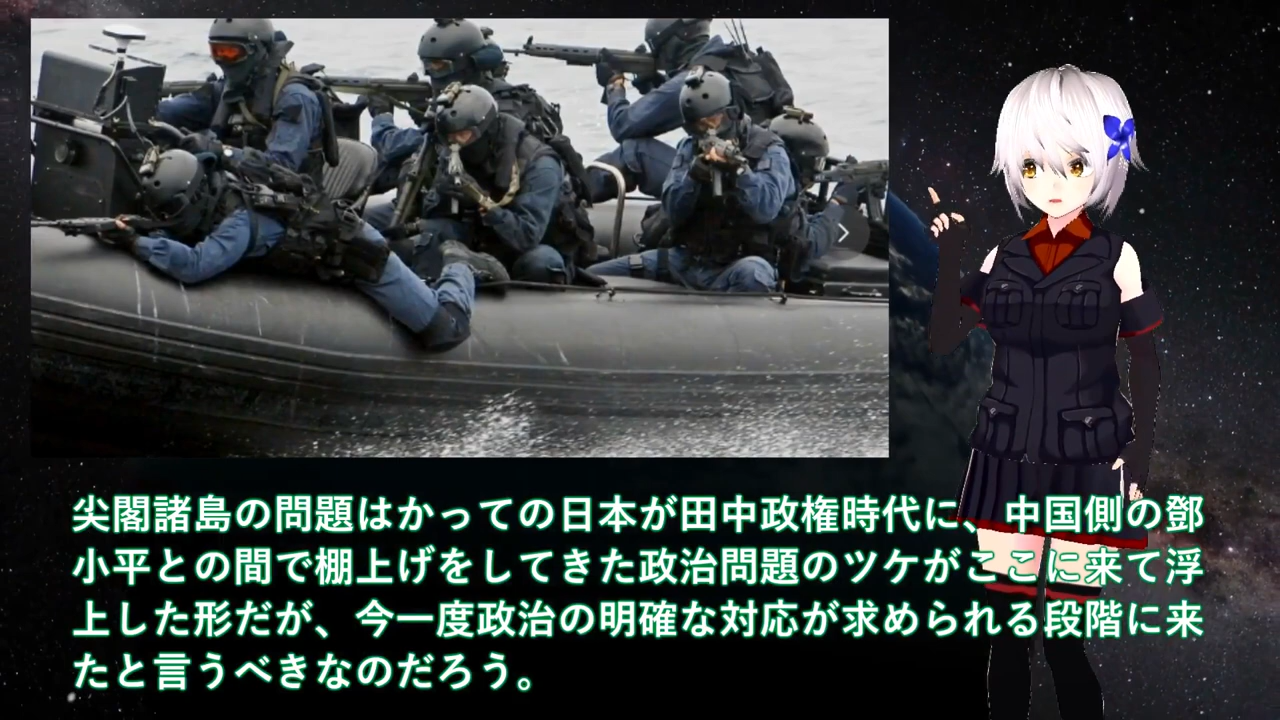 尖閣諸島の問題はかっての日本が田中政権時代に、中国側の鄧
小平との間で棚上げをしてきた政治問題のツケがここに来て浮
上した形だが、今一度政治の明確な対応が求められる段階に来
たと言うべきなのだろう。